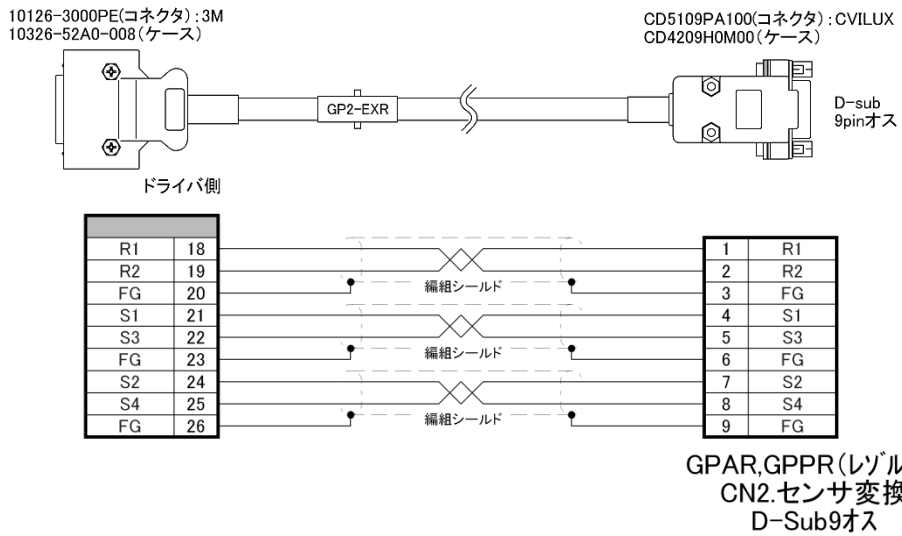 10126-3000PE(コネクタ):3M
10326-52A0-008(ケース)
CD5109PA100(コネクタ):CVILUX
CD4209H0M00(ケース)
GP2-EXR
D-sub
9pinオス
ドライバ側
R1 18
R2 19
FG 20
S1 21
S3 22
FG 23
S2 24
S4 25
FG 26
編組シールド
編組シールド
編組シールド
1 R1
2 R2
3 FG
4 S1
5 S3
6 FG
7 S2
8 S4
9 FG
GPAR,GPPR(レゾル
CN2.センサ変換
D-Sub9オス